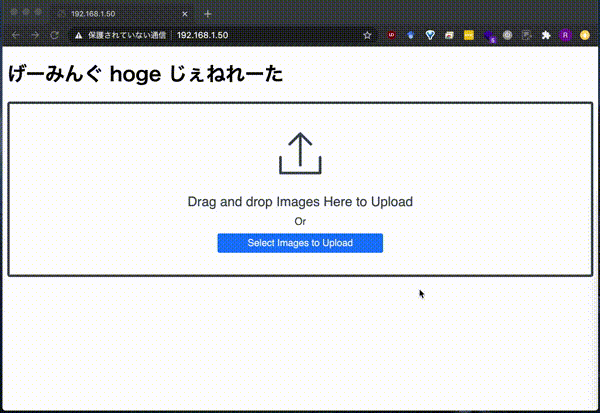 192.168.1.50
保護されていない通信 192.168.1.50
R
げーみんぐ hoge じぇねれーた
Drag and drop Images Here to Upload
Or
Select Images to Upload